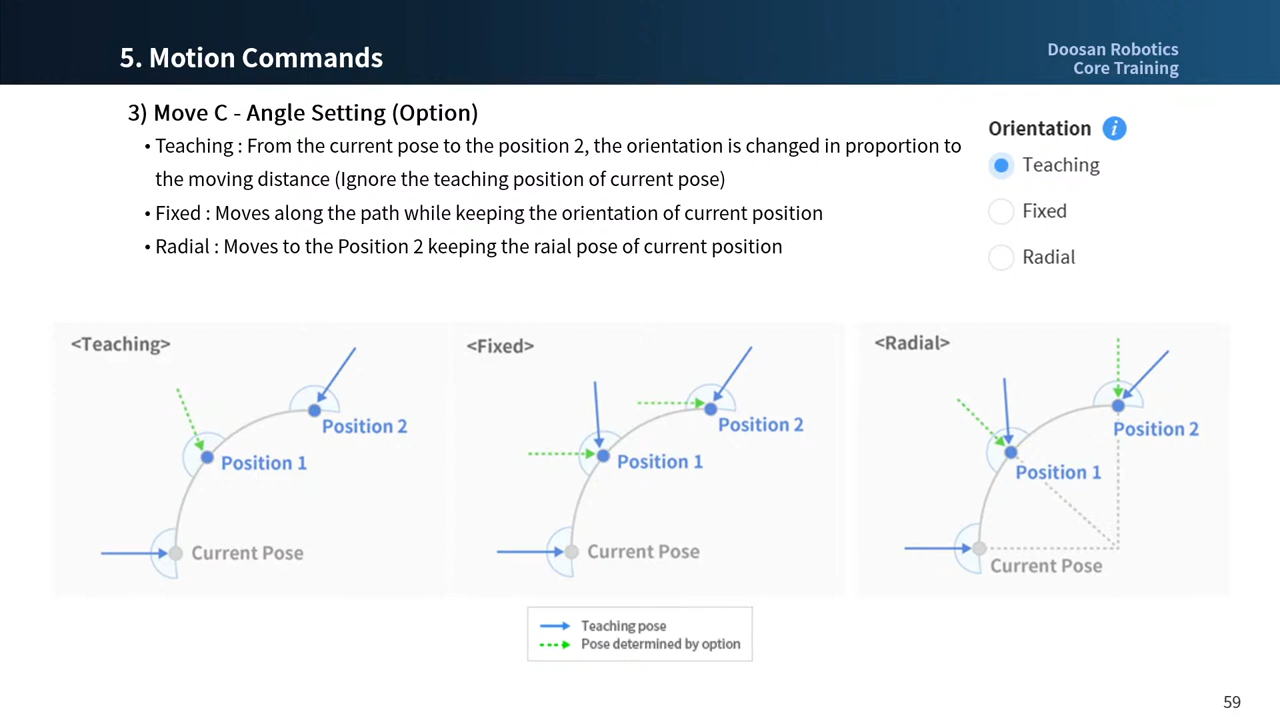 5. Motion Commands
Doosan Robotics
Core Training
3) Move C - Angle Setting (Option)
• Teaching : From the current pose to the position 2, the orientation is changed in proportion to
the moving distance (Ignore the teaching position of current pose)
• Fixed : Moves along the path while keeping the orientation of current position
• Radial : Moves to the Position 2 keeping the raial pose of current position
Orientation i
Teaching
Fixed
Radial
<Teaching>
Position 2
Position 1
Current Pose
<Fixed>
Position 2
Position 1
Current Pose
<Radial>
Position 2
Position 1
Current Pose
Teaching pose
Pose determined by option
59